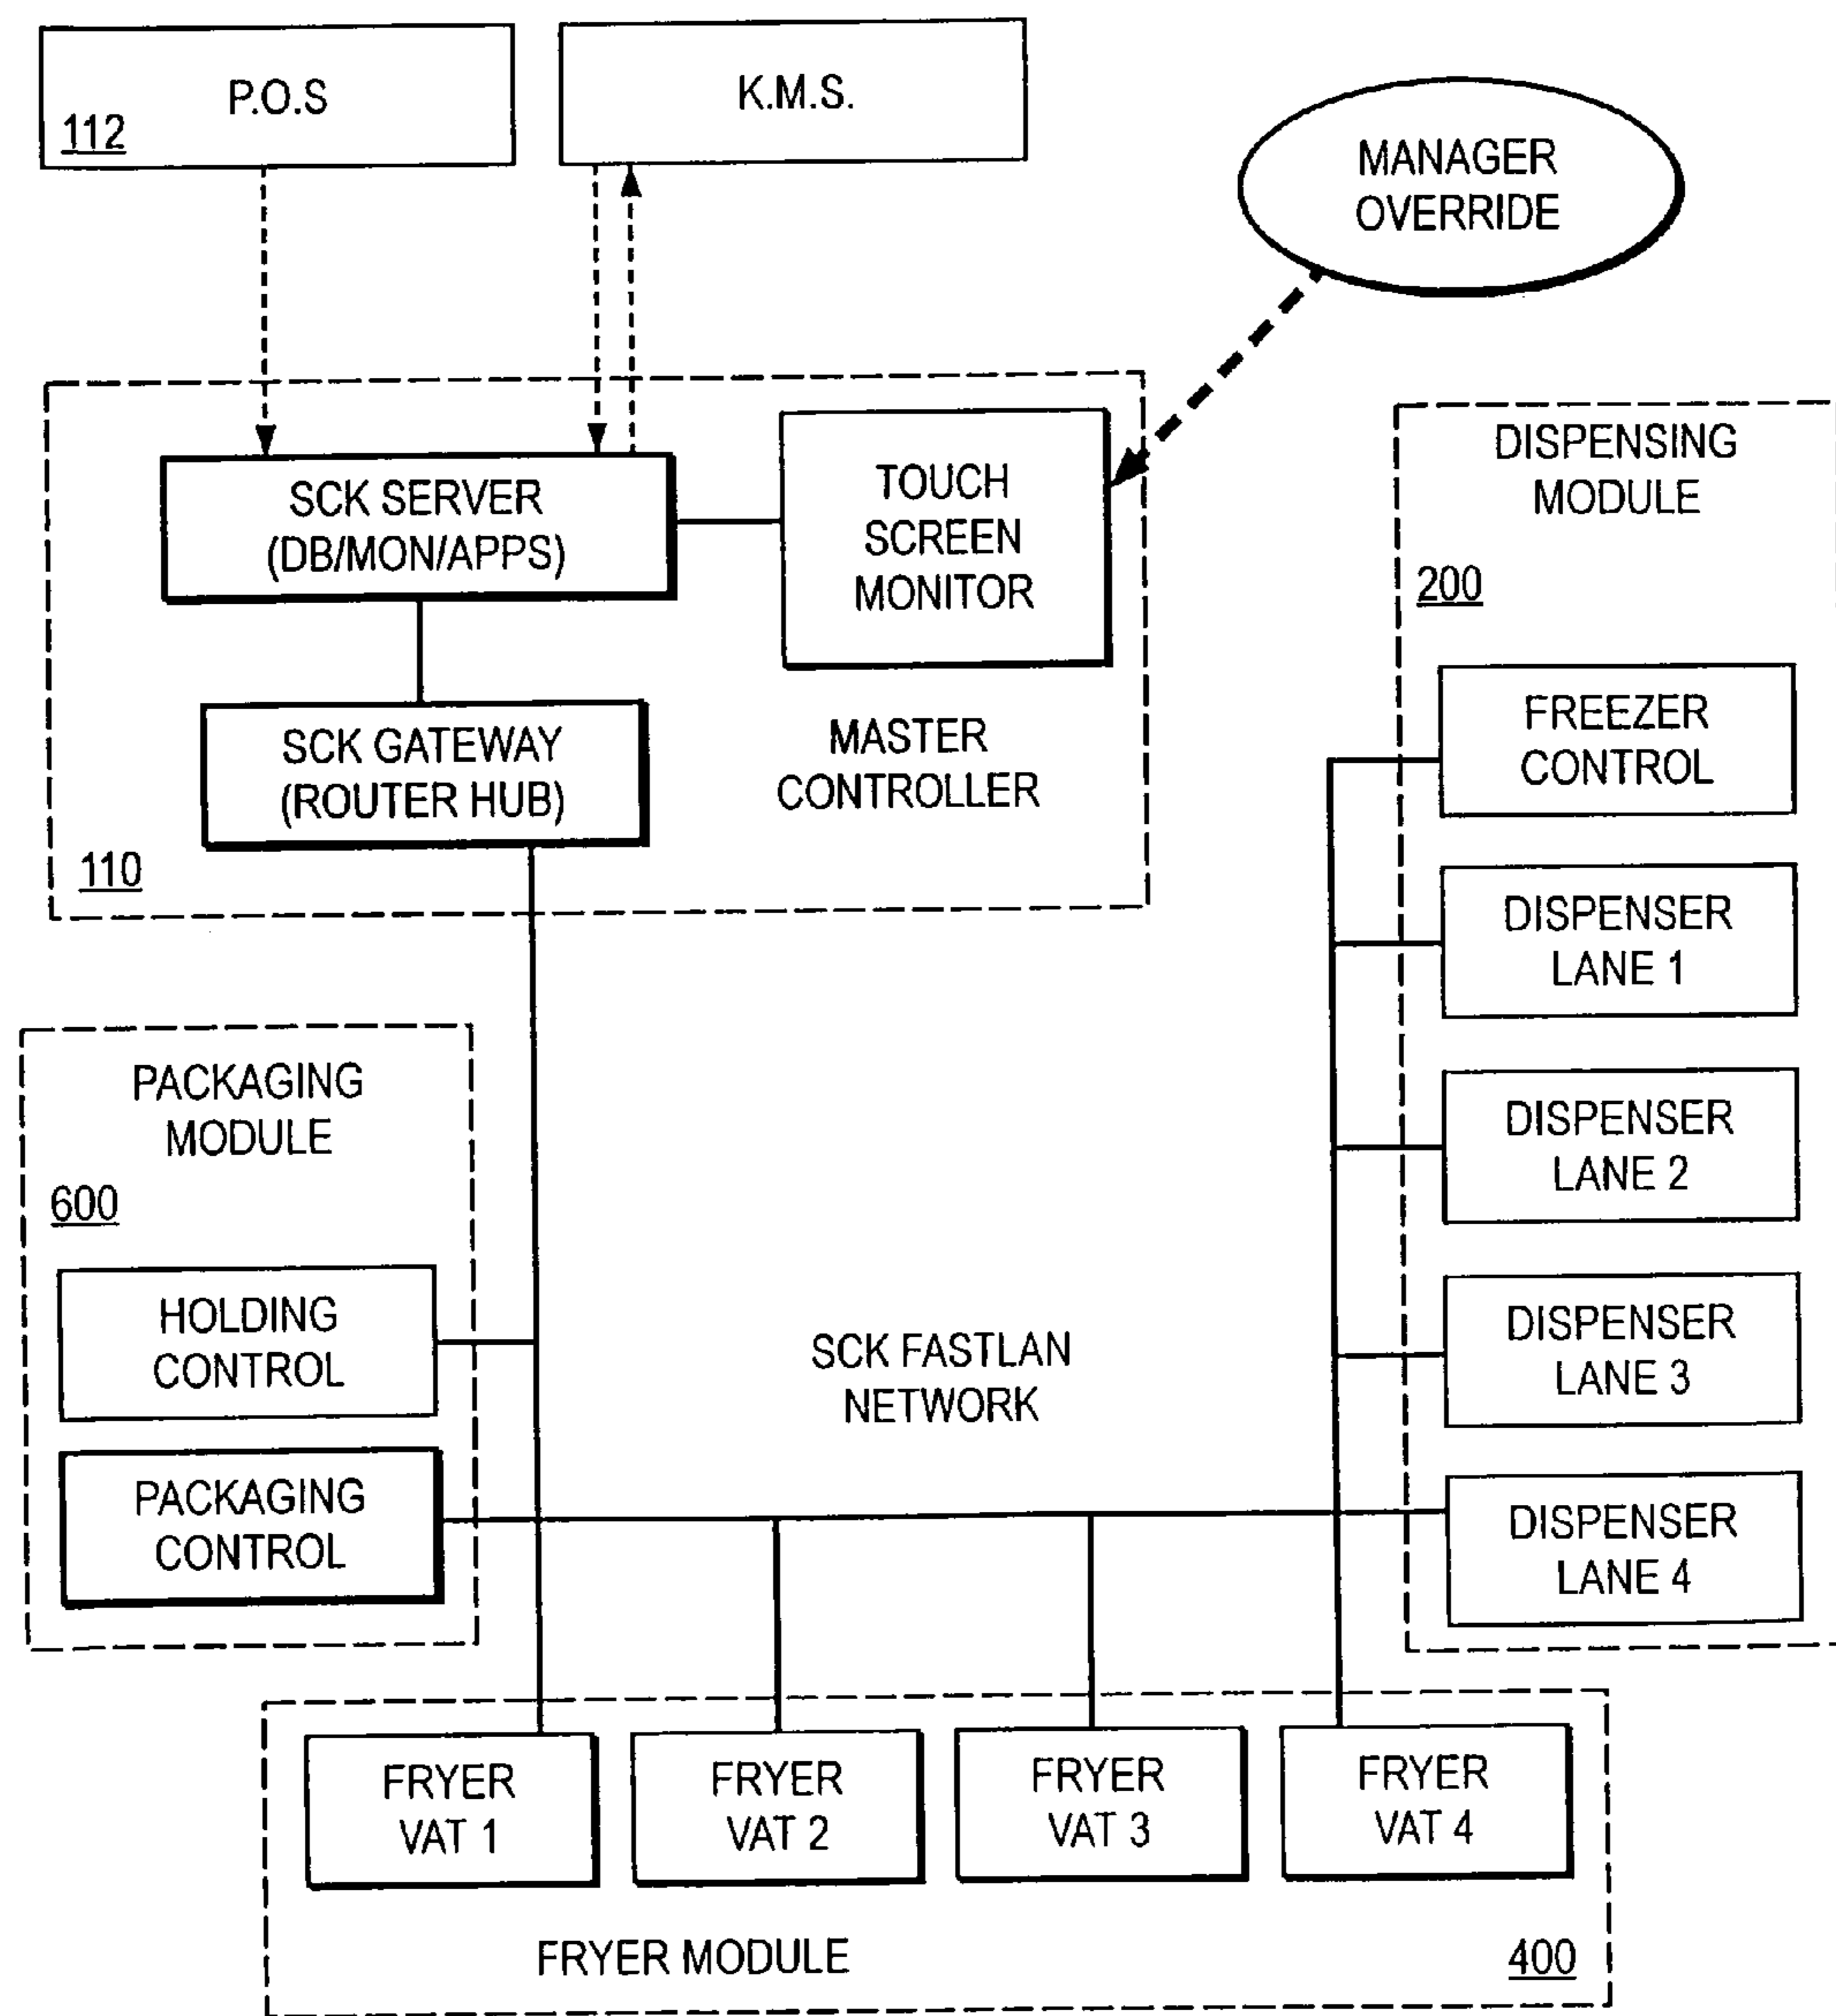 P.O.S
112
K.M.S.
MANAGER
OVERRIDE
SCK SERVER
(DB/MON/APPS)
TOUCH
SCREEN
MONITOR
SCK GATEWAY
(ROUTER HUB)
MASTER
CONTROLLER
110
DISPENSING
MODULE
200
FREEZER
CONTROL
DISPENSER
LANE 1
DISPENSER
LANE 2
DISPENSER
LANE 3
DISPENSER
LANE 4
PACKAGING
MODULE
600
HOLDING
CONTROL
PACKAGING
CONTROL
SCK FASTLAN
NETWORK
FRYER
VAT 1
FRYER
VAT 2
FRYER
VAT 3
FRYER
VAT 4
FRYER MODULE
400